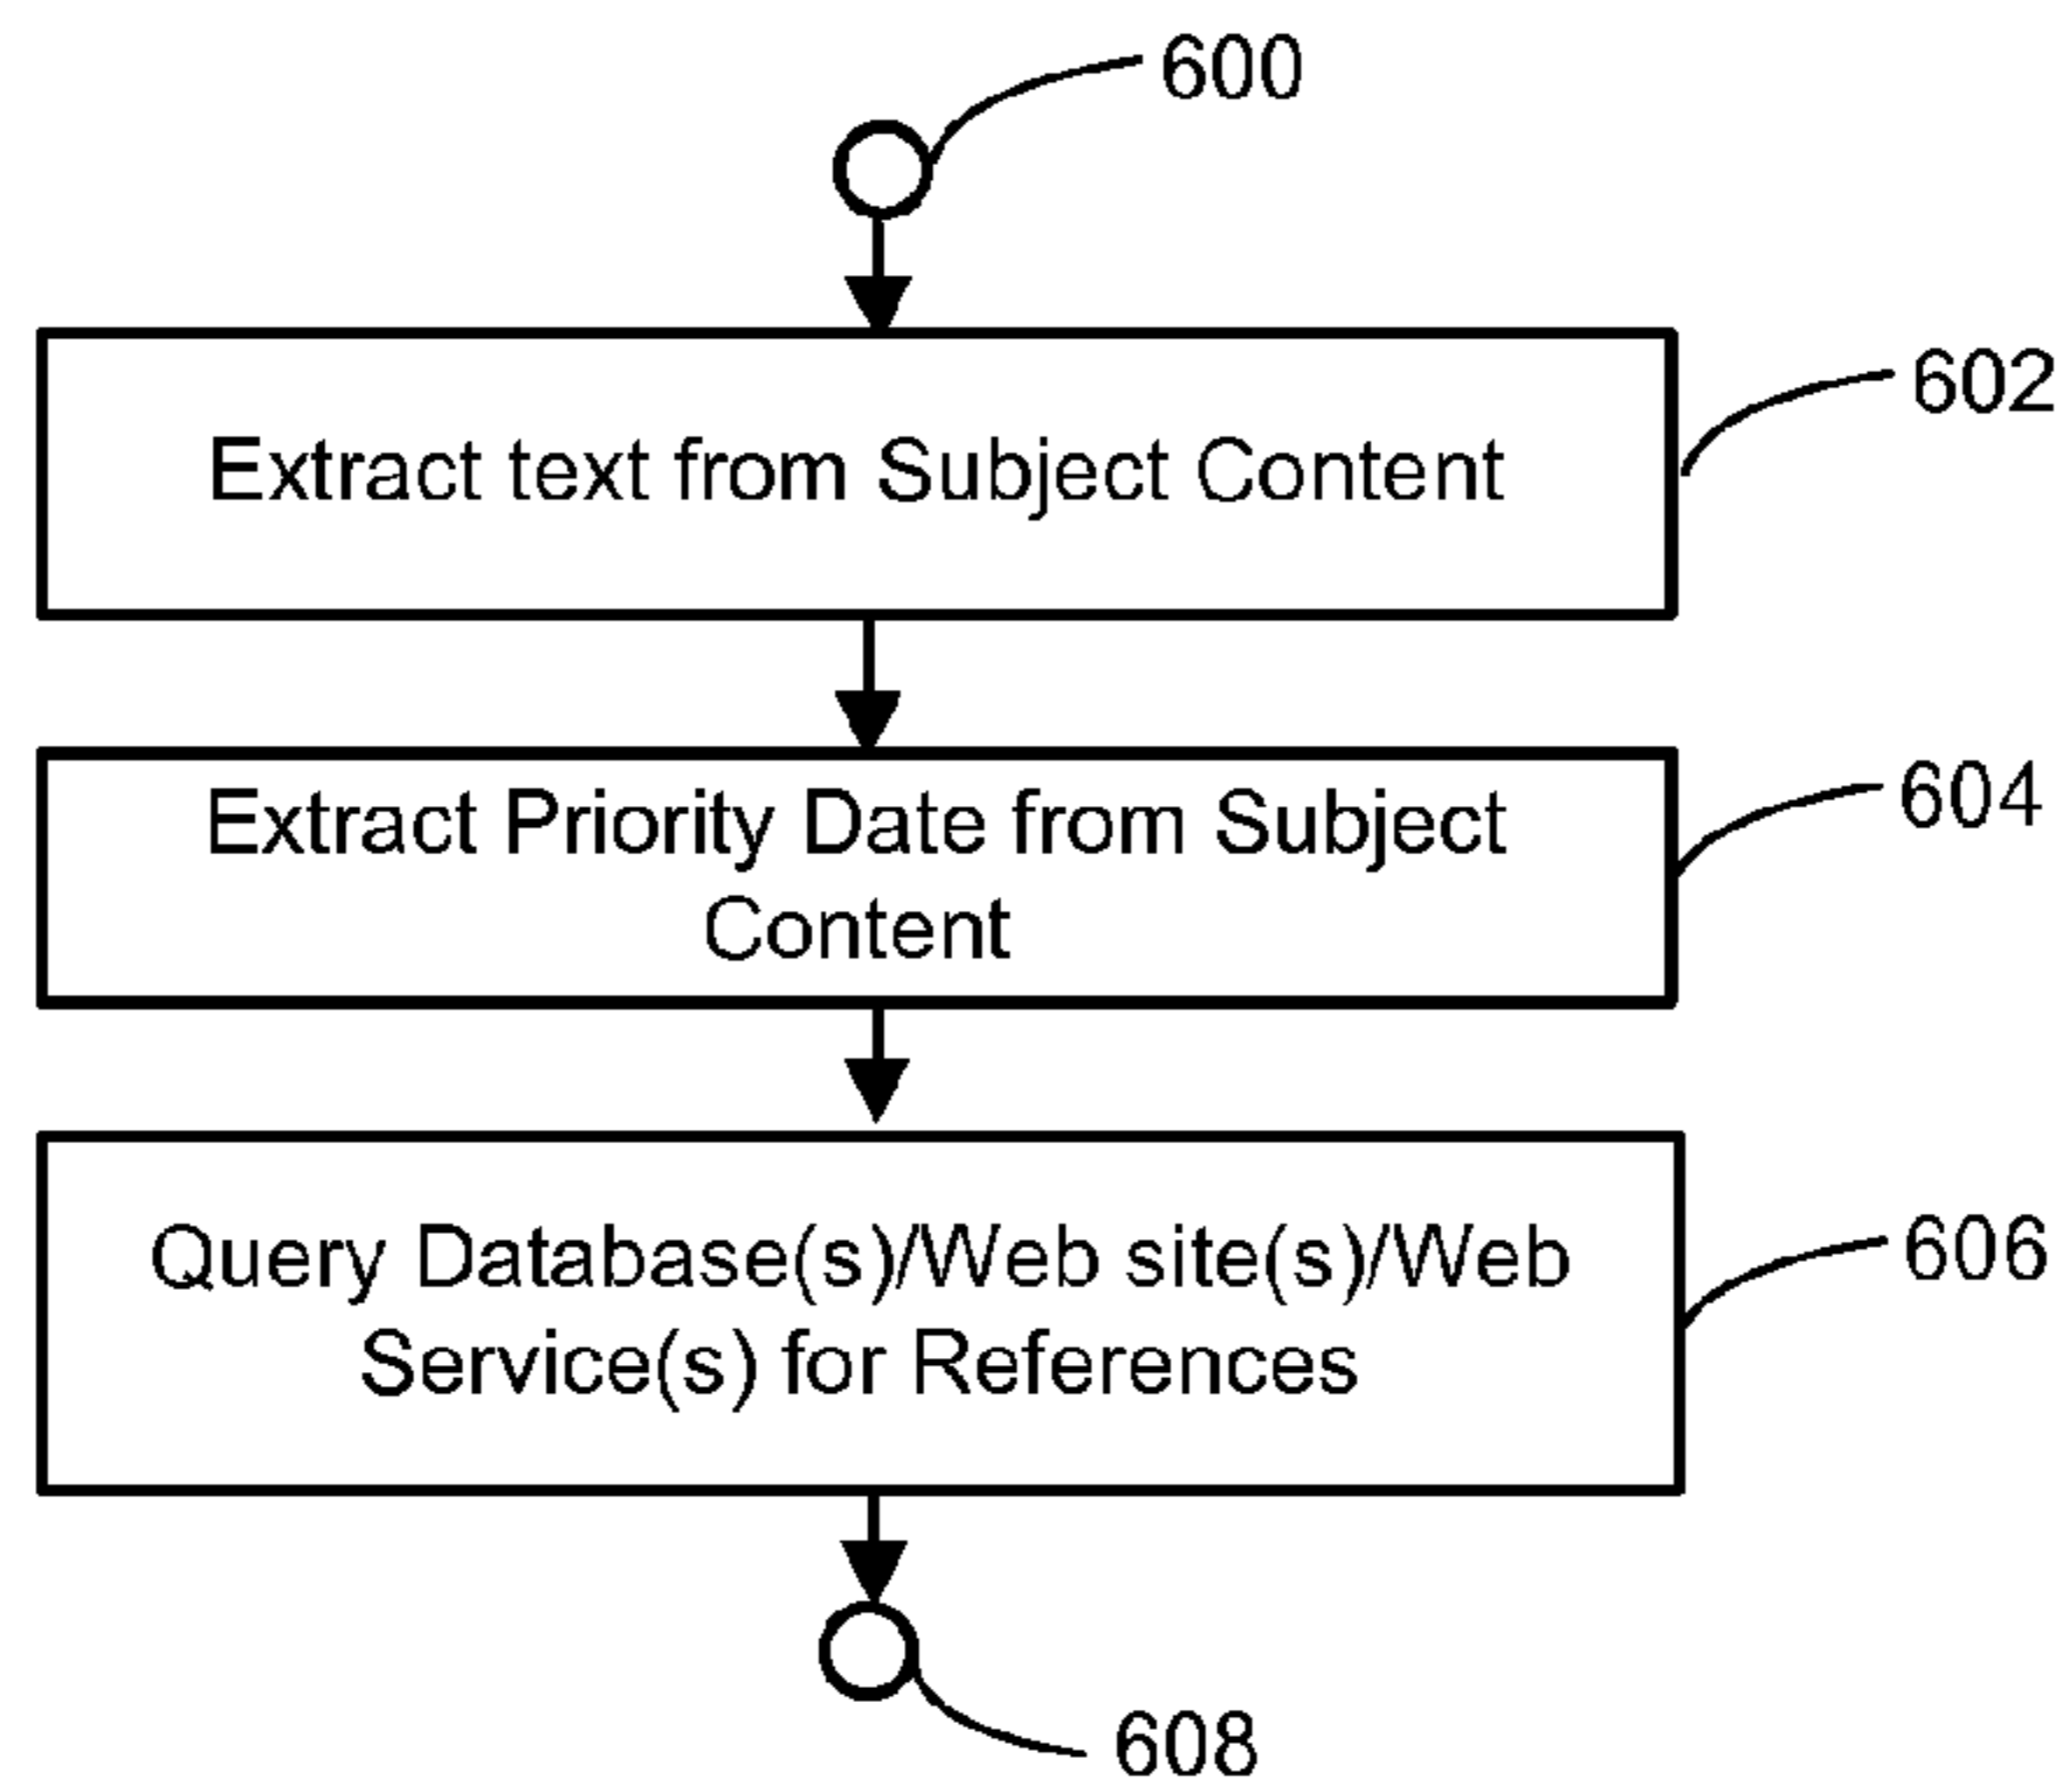 600
602
Extract text from Subject Content
604
Extract Priority Date from Subject
Content
606
Query Database(s)/Web site(s)/Web
Service(s) for References
608